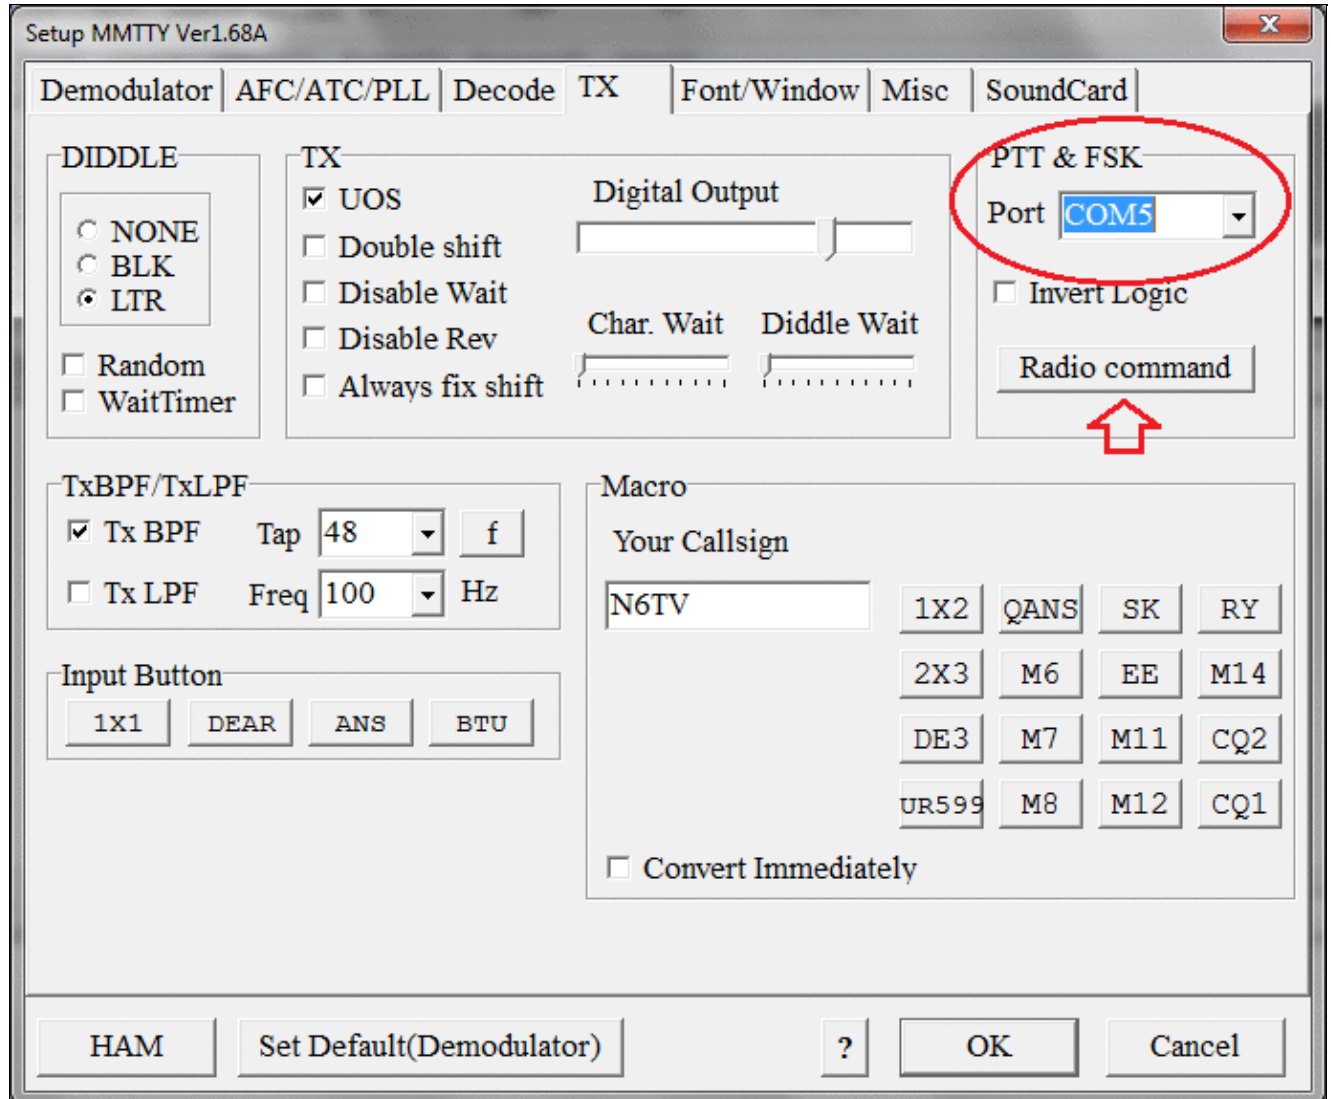 Setup MMTTY Ver1.68A
Demodulator AFC/ATC/PLL Decode TX Font/Window Misc SoundCard
DIDDLE
NONE
BLK
LTR
Random
WaitTimer
TX
UOS
Double shift
Disable Wait
Disable Rev
Always fix shift
Digital Output
Char. Wait Diddle Wait
PTT & FSK
Port COM5
Invert Logic
Radio command
TxBPF/TxLPF
Tx BPF Tap 48 f
Tx LPF Freq 100 Hz
Input Button
1X1 DEAR ANS BTU
Macro
Your Callsign
N6TV
1X2 QANS SK RY
2X3 M6 EE M14
DE3 M7 M11 CQ2
UR599 M8 M12 CQ1
Convert Immediately
HAM Set Default(Demodulator) ? OK Cancel